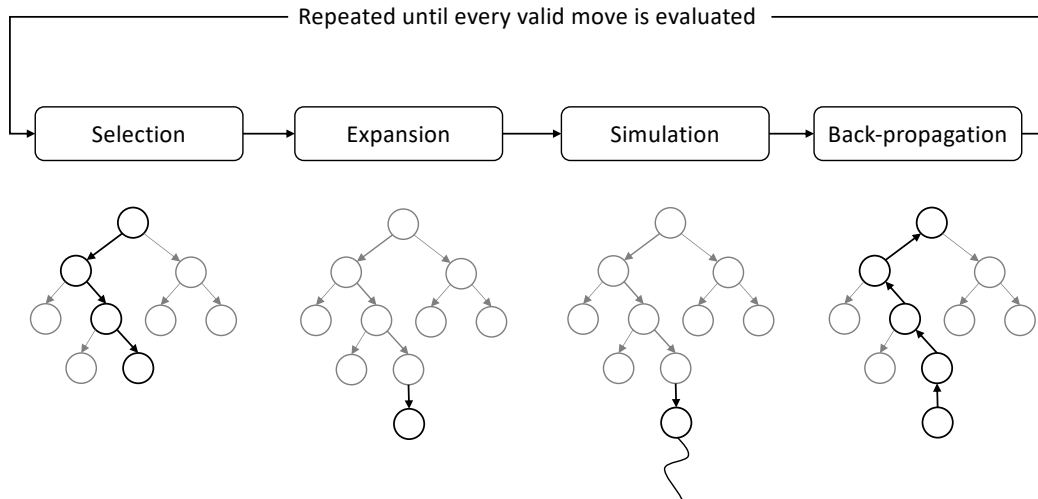 Repeated until every valid move is evaluated
Selection
Expansion
Simulation
Back-propagation